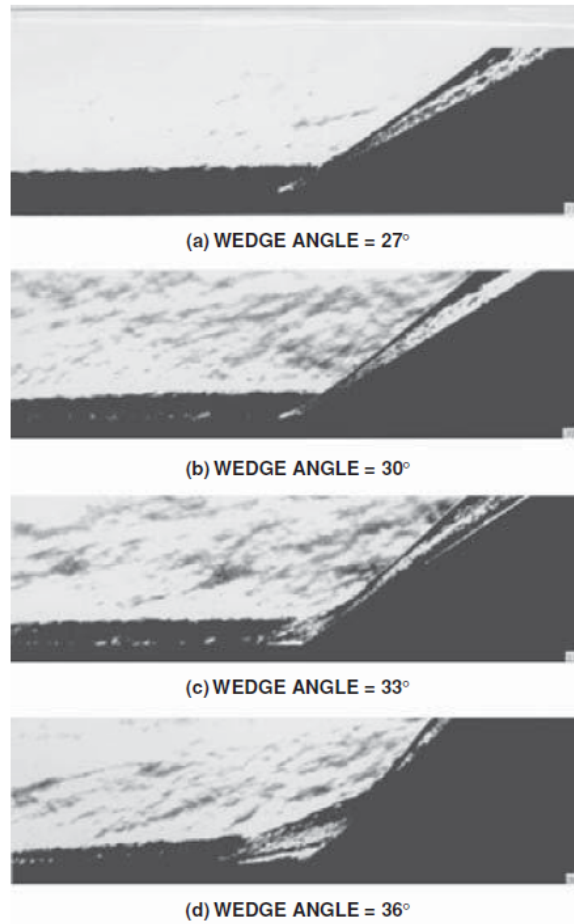 (a) WEDGE ANGLE = 27°
(b) WEDGE ANGLE = 30°
(c) WEDGE ANGLE = 33°
(d) WEDGE ANGLE = 36°